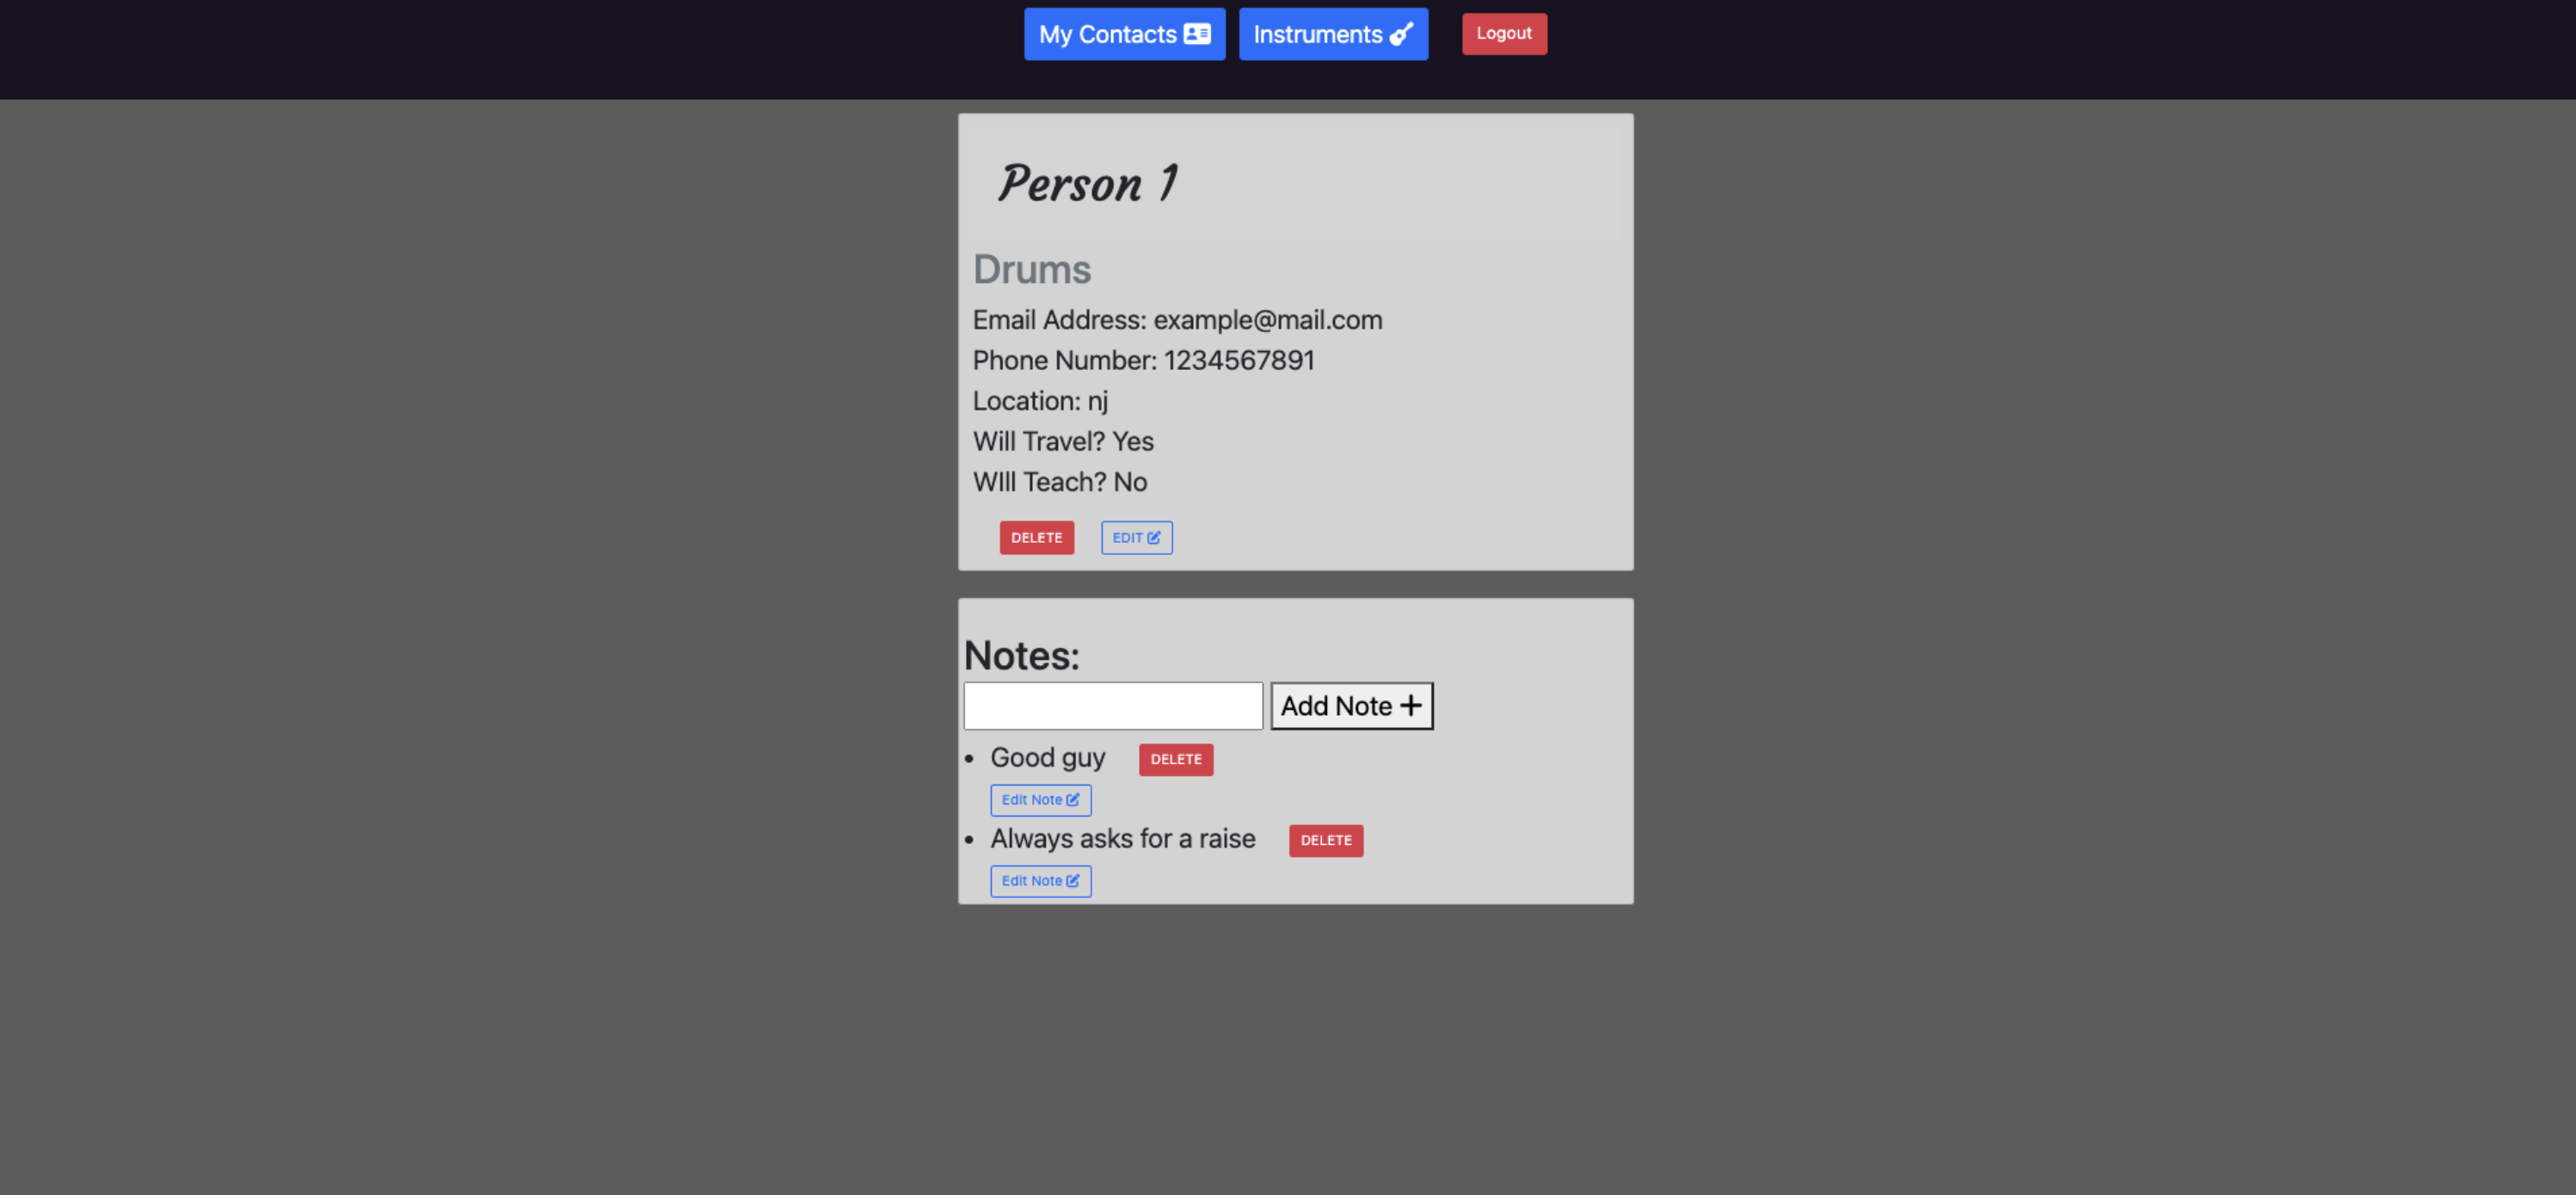 My Contacts Instruments Logout
Person 1
Drums
Email Address: example@mail.com
Phone Number: 1234567891
Location: nj
Will Travel? Yes
WIll Teach? No
DELETE EDIT
Notes:
Add Note
Good guy DELETE
Edit Note
Always asks for a raise DELETE
Edit Note